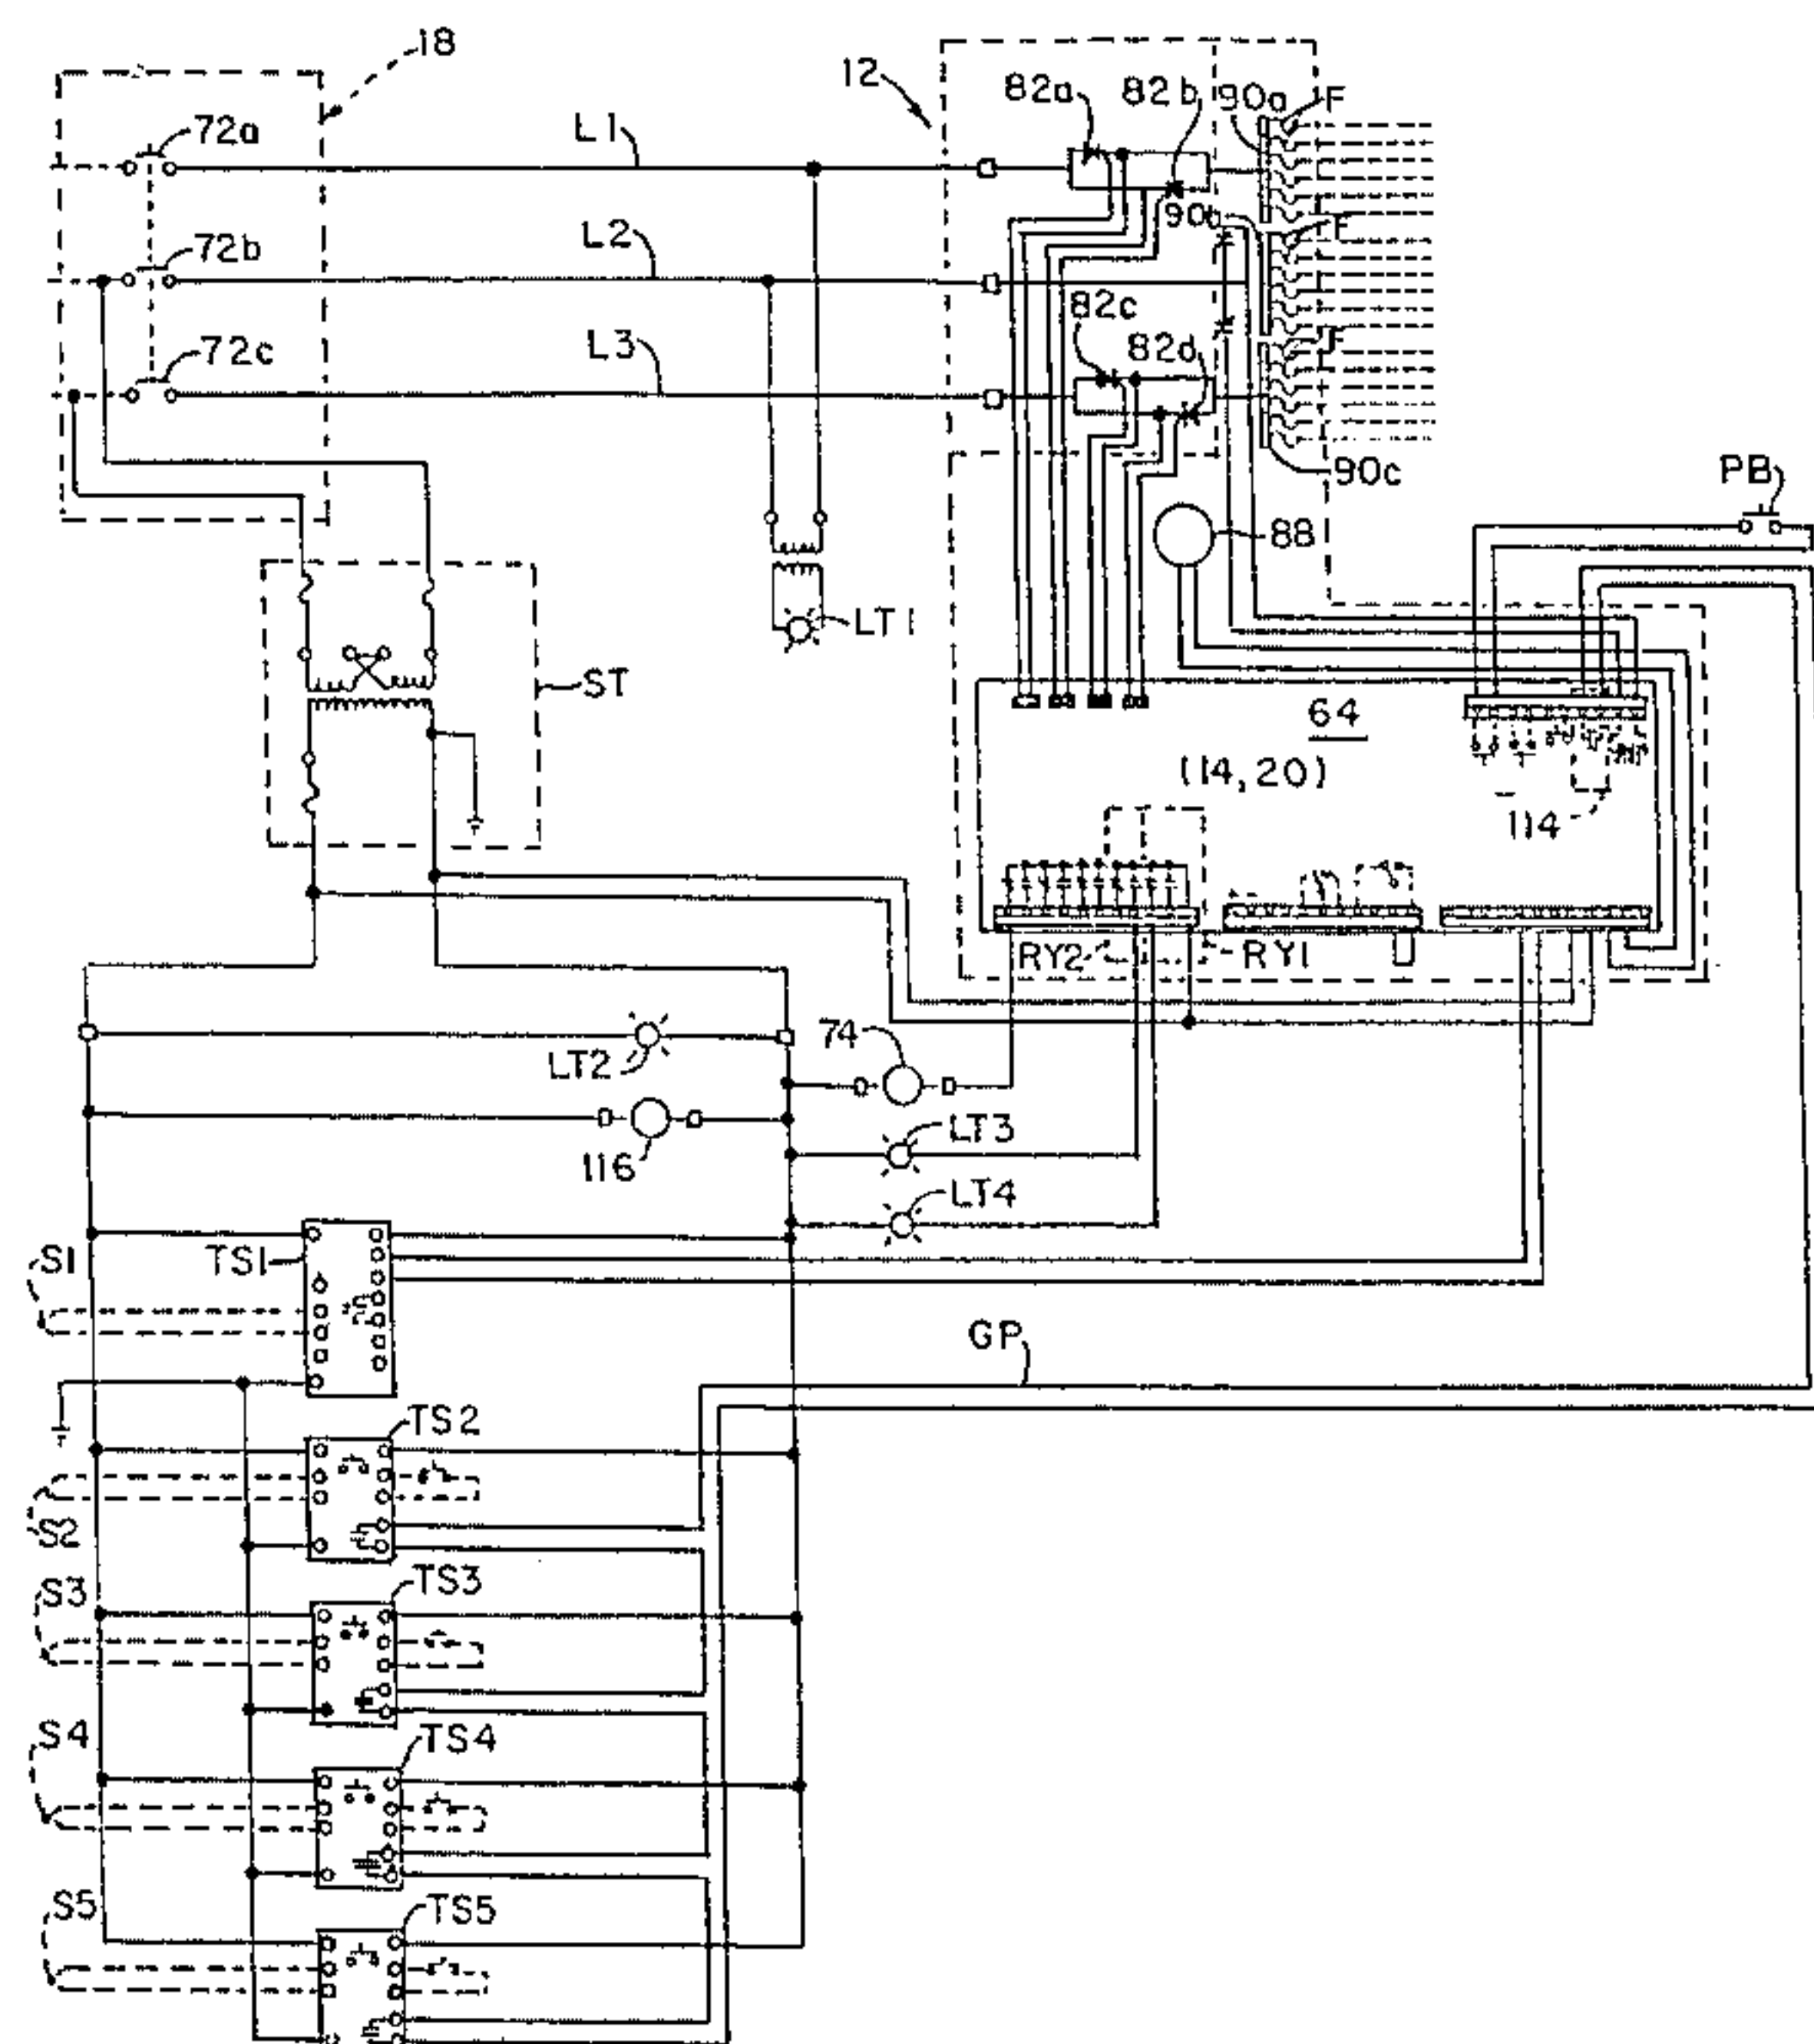 18
12
82a
82b
90a
F
72a
L1
90b
F
72b
L2
82c
F
72c
L3
82d
90c
PB
88
LT1
ST
64
(14,20)
114
RY2
RY1
LT2
74
116
LT3
LT4
S1
TS1
GP
TS2
S2
S3
TS3
S4
TS4
S5
TS5